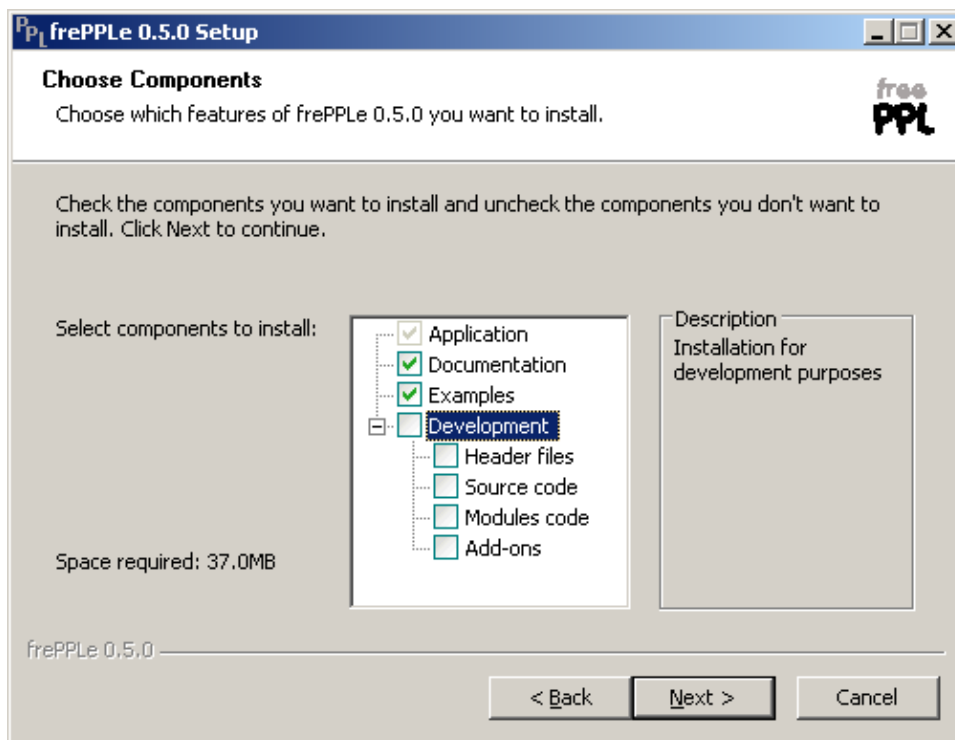 PPL frePPLe 0.5.0 Setup
Choose Components
Choose which features of frePPLe 0.5.0 you want to install.
free
PPL
Check the components you want to install and uncheck the components you don't want to
install. Click Next to continue.
Select components to install:
Application
Documentation
Examples
Development
Header files
Source code
Modules code
Add-ons
Description
Installation for
development purposes
Space required: 37.0MB
frePPLe 0.5.0
< Back
Next >
Cancel